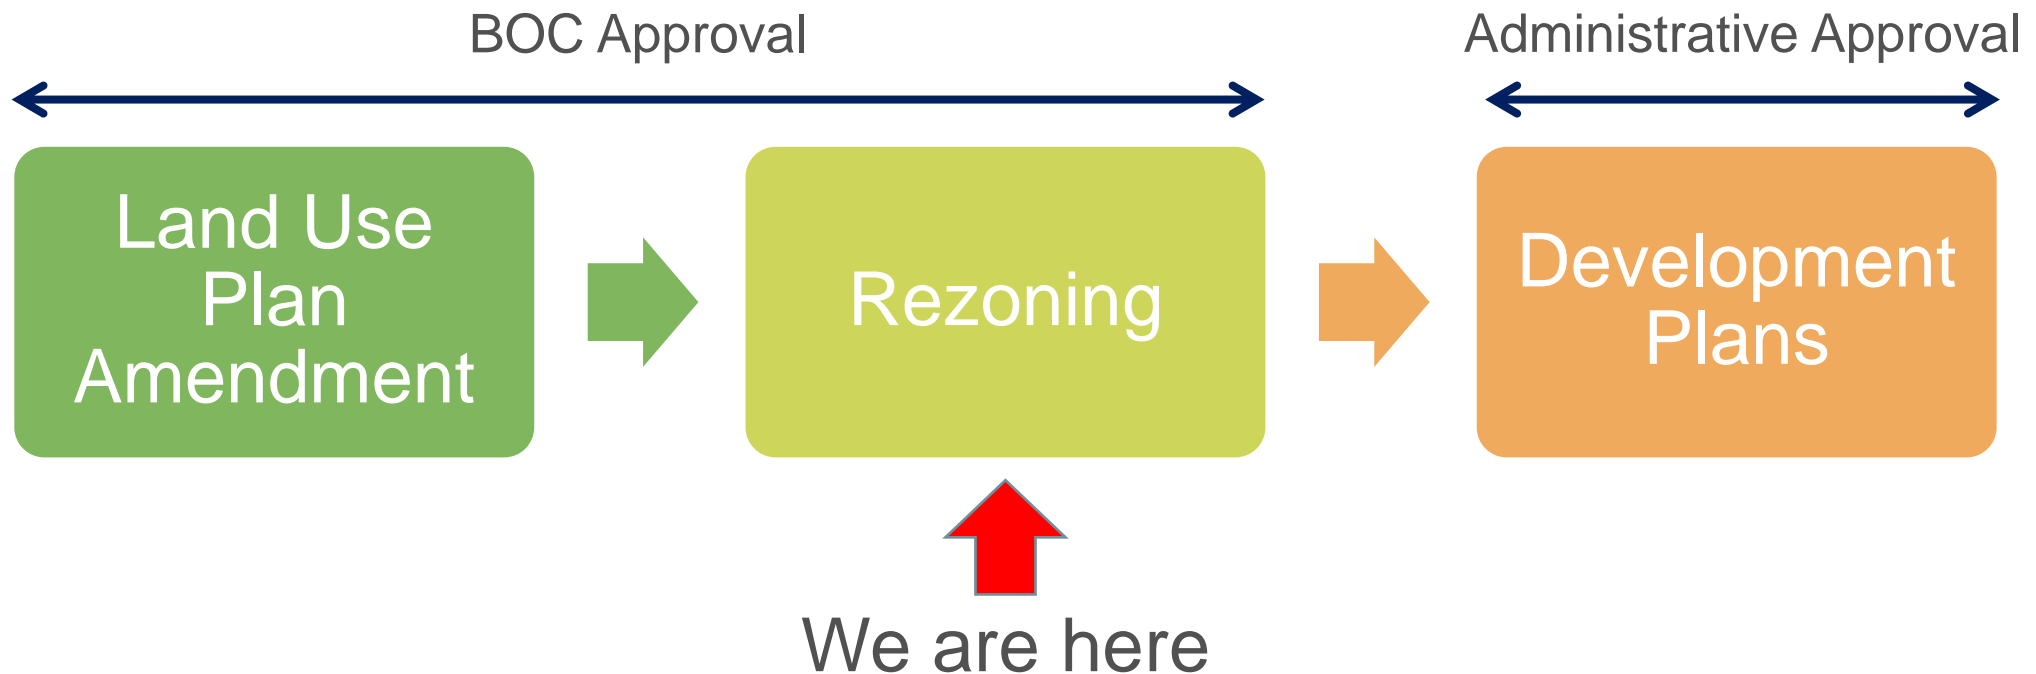 BOC Approval
Administrative Approval
Land Use
Plan
Amendment
Rezoning
Development
Plans
We are here